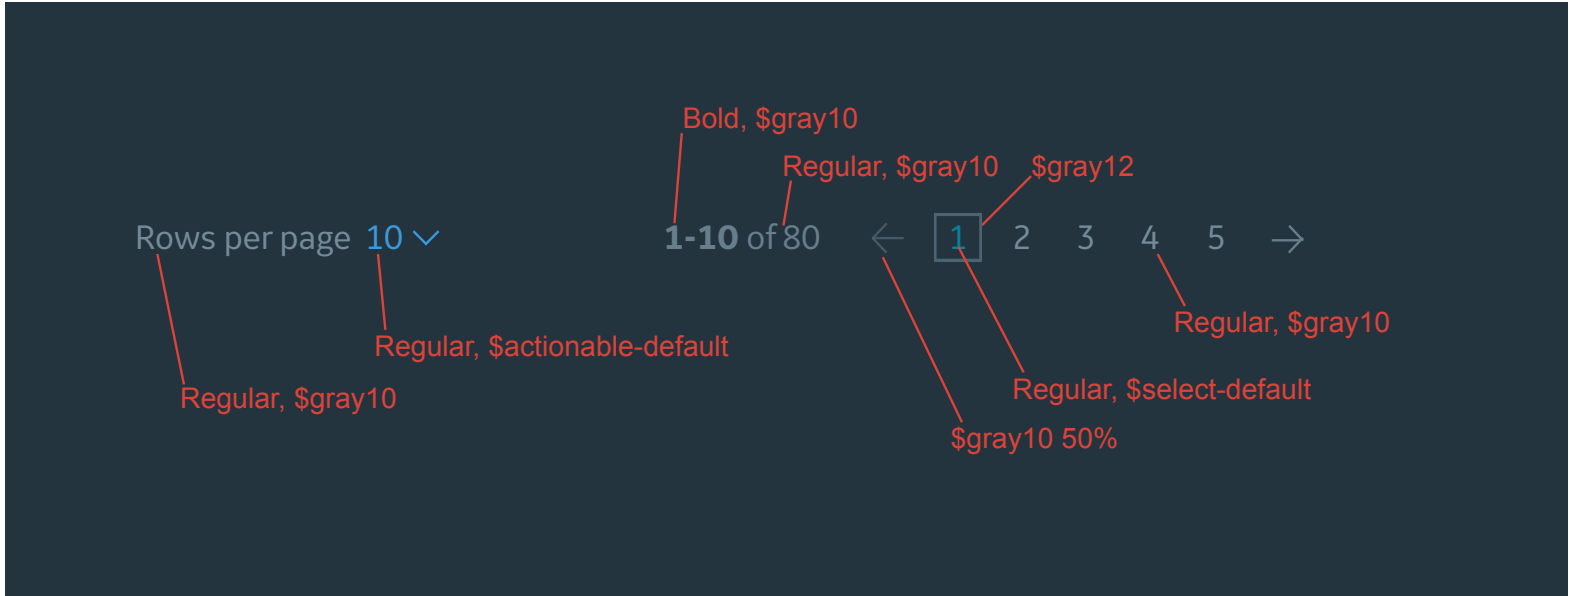 Bold, $gray10
Regular, $gray10 $gray12
Rows per page 10 1-10 of 80 1 2 3 4 5
Regular, $gray10
Regular, $actionable-default
Regular, $select-default
Regular, $gray10
$gray10 50%